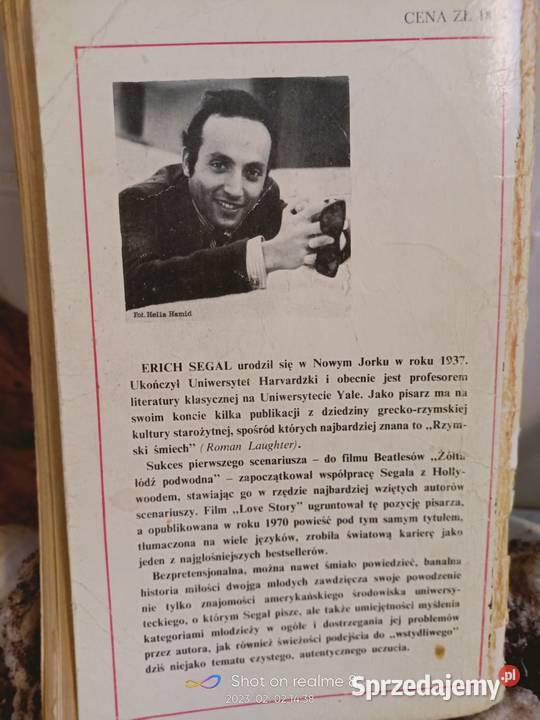 CENA ZŁ 18
Fot. Hella Hamid
ERICH SEGAL urodził się w Nowym Jorku w roku 1937.
Ukończył Uniwersytet Harvardzki i obecnie jest profesorem
literatury klasycznej na Uniwersytecie Yale. Jako pisarz ma na
swoim koncie kilka publikacji z dziedziny grecko-rzymskiej
kultury starożytnej, spośród których najbardziej znana to „Rzym-
ski śmiech” (Roman Laughter).
Sukces pierwszego scenariusza – do filmu Beatlesów „Żółta
łódź podwodna” – zapoczątkował współpracę Segala z Holly-
woodem, stawiając go w rzędzie najbardziej wziętych autorów
scenariuszy. Film „Love Story” ugruntował tę pozycję pisarza,
a opublikowana w roku 1970 powieść pod tym samym tytułem,
tłumaczona na wiele języków, zrobiła światową karierę jako
jeden z najgłośniejszych bestsellerów.
Bezpretensjonalna, można nawet śmiało powiedzieć, banalna
historia miłości dwojga młodych zawdzięcza swoje powodzenie
nie tylko znajomości amerykańskiego środowiska uniwersy-
teckiego, o którym Segal pisze, ale także umiejętności myślenia
kategoriami młodzieży w ogóle i dostrzegania jej problemów
przez autora, jak również świeżości podejścia do „wstydliwego”
dziś niejako tematu czystego, autentycznego uczucia.
Shot on realme 8
2023.02.02 14:38
Sprzedajemy.pl